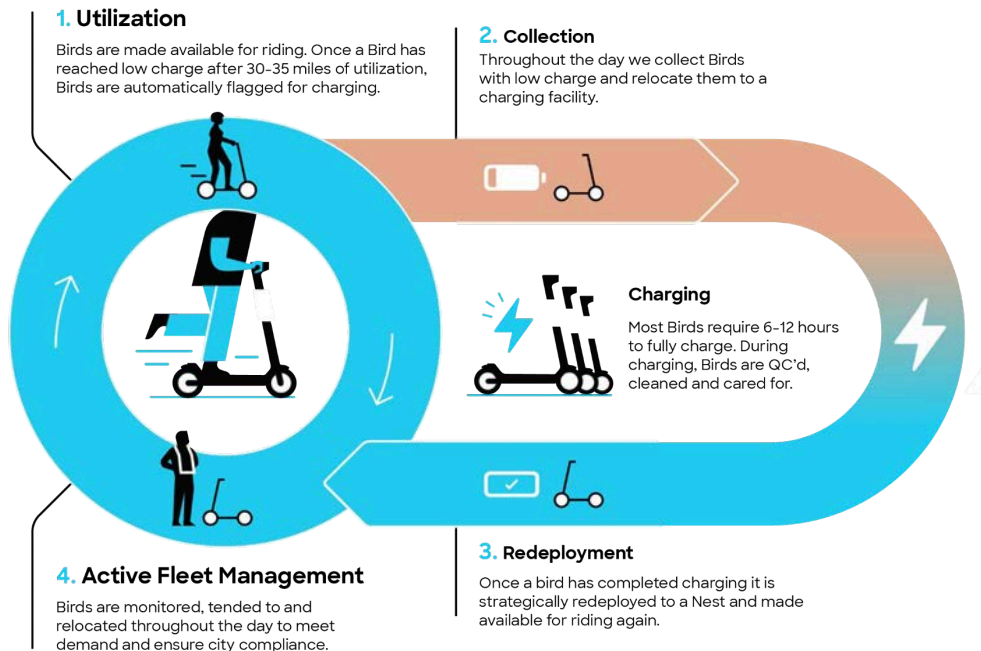 1. Utilization
Birds are made available for riding. Once a Bird has
reached low charge after 30-35 miles of utilization,
Birds are automatically flagged for charging.
2. Collection
Throughout the day we collect Birds
with low charge and relocate them to a
charging facility.
Charging
Most Birds require 6-12 hours
to fully charge. During
charging, Birds are QC'd,
cleaned and cared for.
3. Redeployment
Once a bird has completed charging it is
strategically redeployed to a Nest and made
available for riding again.
4. Active Fleet Management
Birds are monitored, tended to and
relocated throughout the day to meet
demand and ensure city compliance.